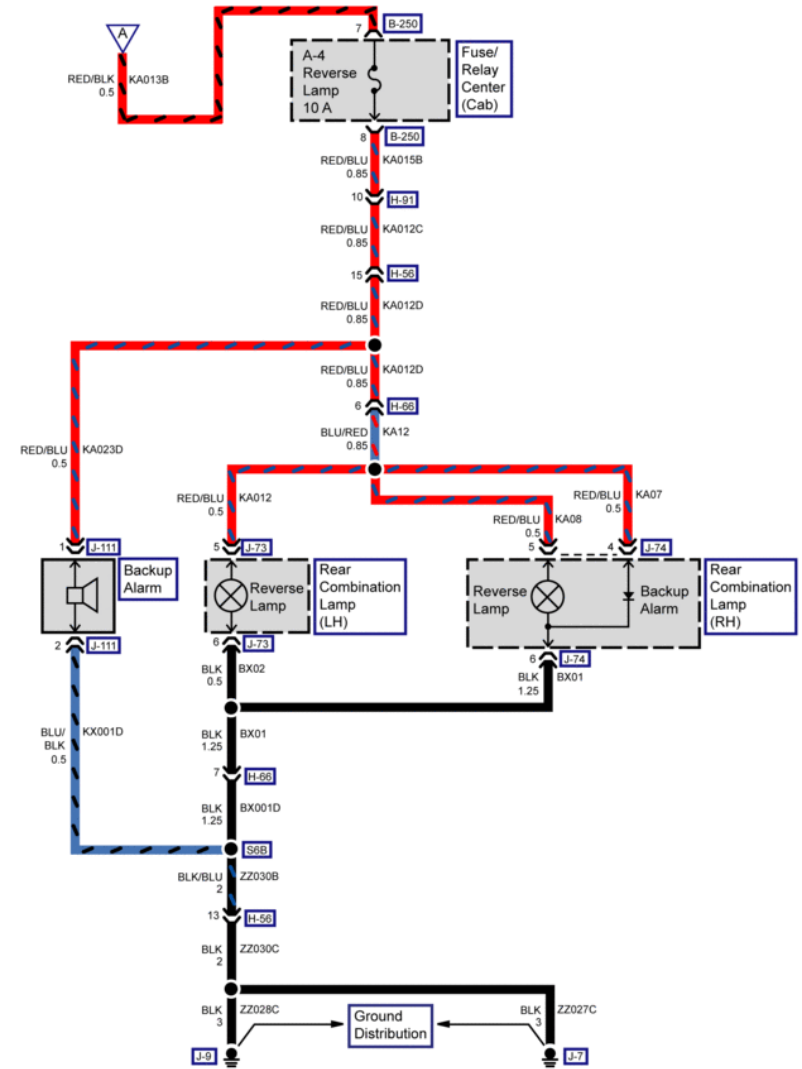 A
RED/BLK KA013B
0.5
7 B-250
A-4
Reverse
Lamp
10 A
Fuse/
Relay
Center
(Cab)
8 B-250
RED/BLU KA015B
0.85
10 H-91
RED/BLU KA012C
0.85
15 H-56
RED/BLU KA012D
0.85
RED/BLU KA012D
0.85
6 H-66
BLU/RED KA12
0.85
RED/BLU KA023D
0.5
RED/BLU KA012
0.5
RED/BLU KA08
0.5
RED/BLU KA07
0.5
1 J-111
Backup
Alarm
5 J-73
Reverse
Lamp
Rear
Combination
Lamp
(LH)
5 4 J-74
Reverse
Lamp
Backup
Alarm
Rear
Combination
Lamp
(RH)
2 J-111
6 J-73
6 J-74
BLK BX02
0.5
BLK BX01
1.25
BLU/ KX001D
BLK
0.5
BLK BX01
1.25
7 H-66
BLK BX001D
1.25
S6B
BLK/BLU ZZ030B
2
13 H-56
BLK ZZ030C
2
BLK ZZ028C
3
Ground
Distribution
BLK ZZ027C
3
J-9
J-7